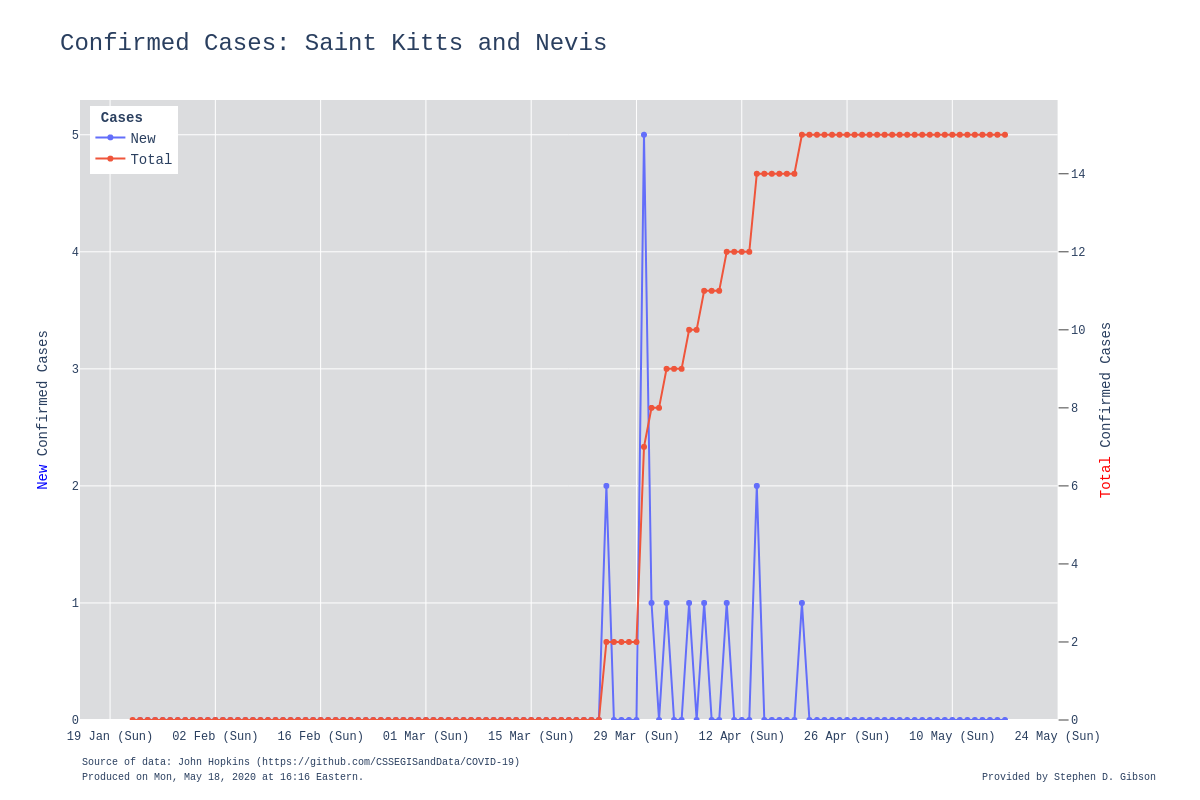 Confirmed Cases: Saint Kitts and Nevis
Cases
New
Total
5
4
3
2
1
0
New Confirmed Cases
14
12
10
8
6
4
2
0
Total Confirmed Cases
19 Jan (Sun) 02 Feb (Sun) 16 Feb (Sun) 01 Mar (Sun) 15 Mar (Sun) 29 Mar (Sun) 12 Apr (Sun) 26 Apr (Sun) 10 May (Sun) 24 May (Sun)
Source of data: John Hopkins (https://github.com/CSSEGISandData/COVID-19)
Produced on Mon, May 18, 2020 at 16:16 Eastern.
Provided by Stephen D. Gibson